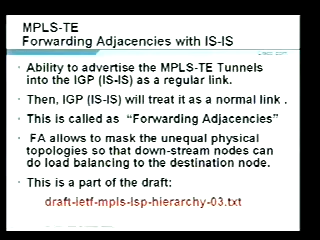 MPLS-TE
Forwarding Adjacencies with IS-IS
• Ability to advertise the MPLS-TE Tunnels
into the IGP (IS-IS) as a regular link.
• Then, IGP (IS-IS) will treat it as a normal link .
• This is called as "Forwarding Adjacencies"
• FA allows to mask the unequal physical
topologies so that down-stream nodes can
do load balancing to the destination node.
• This is a part of the draft:
draft-ietf-mpls-lsp-hierarchy-03.txt